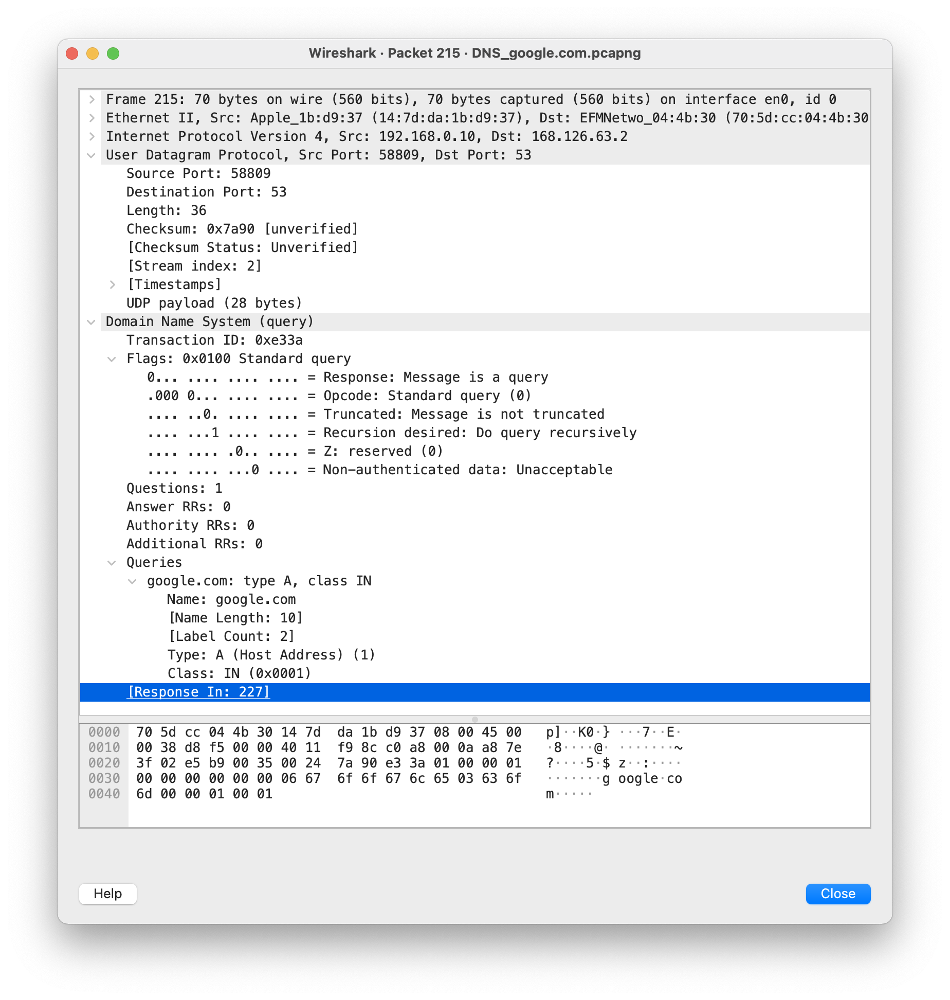 Wireshark · Packet 215 · DNS_google.com.pcapng
Frame 215: 70 bytes on wire (560 bits), 70 bytes captured (560 bits) on interface en0, id 0
Ethernet II, Src: Apple_1b:d9:37 (14:7d:da:1b:d9:37), Dst: EFMNetwo_04:4b:30 (70:5d:cc:04:4b:30
Internet Protocol Version 4, Src: 192.168.0.10, Dst: 168.126.63.2
User Datagram Protocol, Src Port: 58809, Dst Port: 53
Source Port: 58809
Destination Port: 53
Length: 36
Checksum: 0x7a90 [unverified]
[Checksum Status: Unverified]
[Stream index: 2]
[Timestamps]
UDP payload (28 bytes)
Domain Name System (query)
Transaction ID: 0xe33a
Flags: 0x0100 Standard query
0... .... .... .... = Response: Message is a query
.000 0... .... .... = Opcode: Standard query (0)
.... ..0. .... .... = Truncated: Message is not truncated
.... ...1 .... .... = Recursion desired: Do query recursively
.... .... .0.. .... = Z: reserved (0)
.... .... ...0 .... = Non-authenticated data: Unacceptable
Questions: 1
Answer RRs: 0
Authority RRs: 0
Additional RRs: 0
Queries
google.com: type A, class IN
Name: google.com
[Name Length: 10]
[Label Count: 2]
Type: A (Host Address) (1)
Class: IN (0x0001)
[Response In: 227]
0000 70 5d cc 04 4b 30 14 7d da 1b d9 37 08 00 45 00 p]··K0·} ···7··E·
0010 00 38 d8 f5 00 00 40 11 f9 8c c0 a8 00 0a a8 7e ·8····@· ·······~
0020 3f 02 e5 b9 00 35 00 24 7a 90 e3 3a 01 00 00 01 ?····5·$ z··:····
0030 00 00 00 00 00 00 06 67 6f 6f 67 6c 65 03 63 6f ·······g oogle·co
0040 6d 00 00 01 00 01 m·····
Help
Close